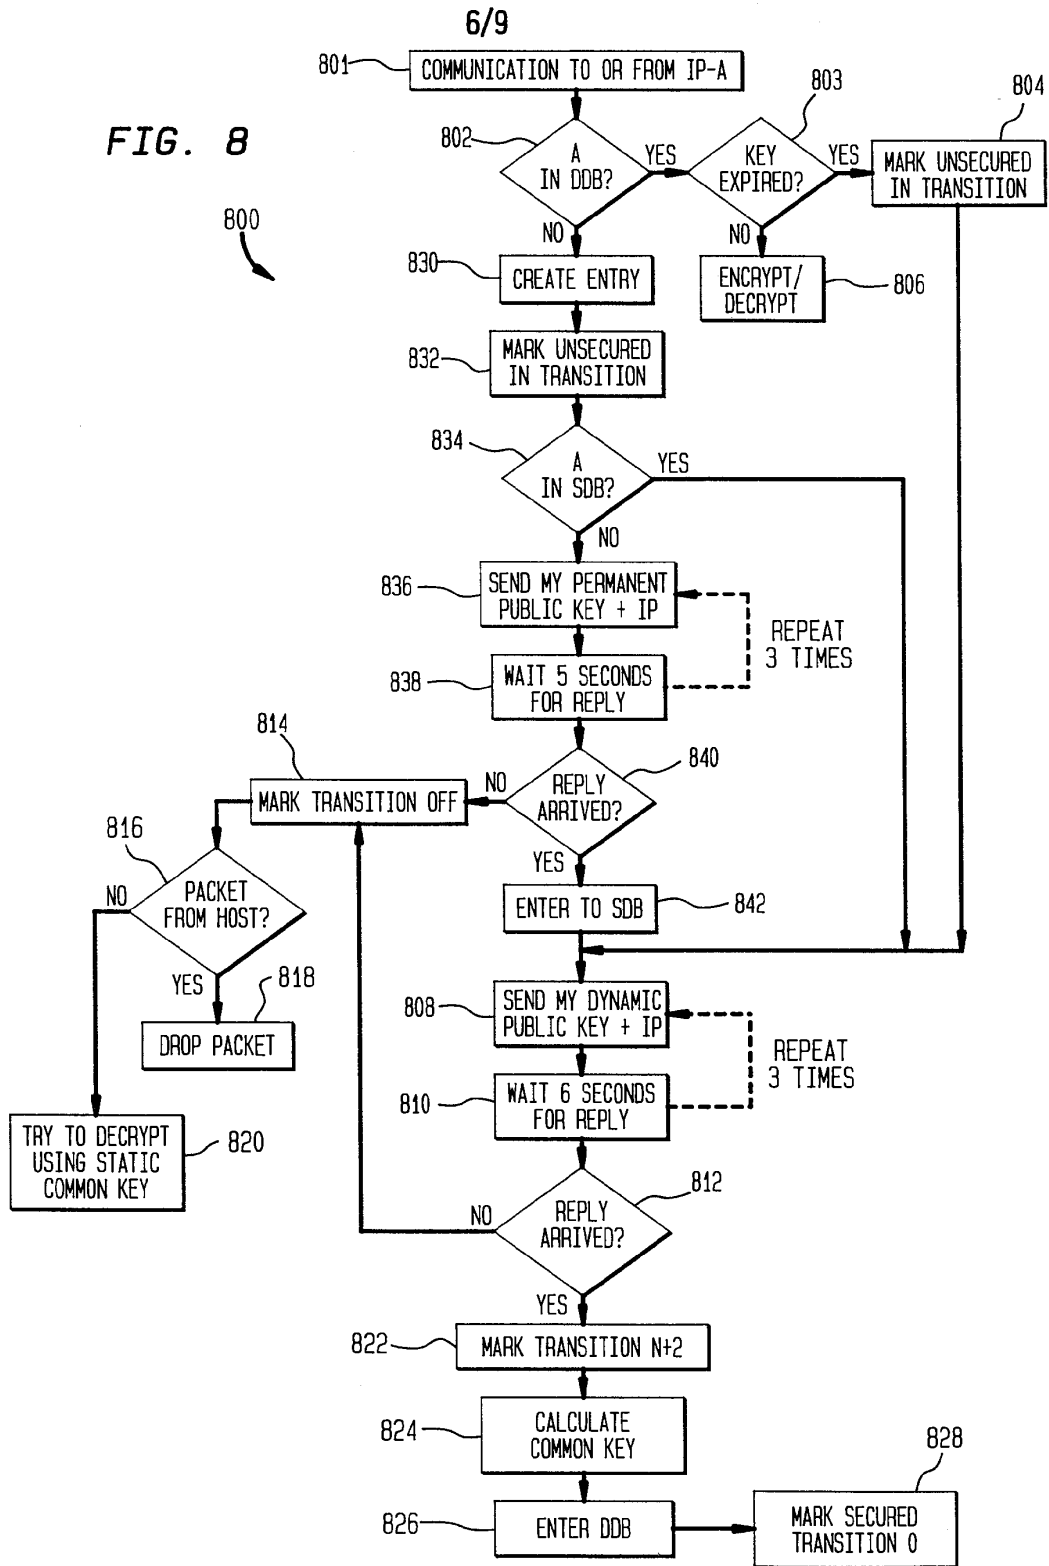 6/9
801
COMMUNICATION TO OR FROM IP-A
803
804
FIG. 8
802
A
IN DDB?
YES
KEY
EXPIRED?
YES
MARK UNSECURED
IN TRANSITION
800
NO
NO
830
CREATE ENTRY
ENCRYPT/
DECRYPT
806
832
MARK UNSECURED
IN TRANSITION
834
A
IN SDB?
YES
NO
836
SEND MY PERMANENT
PUBLIC KEY + IP
REPEAT
3 TIMES
838
WAIT 5 SECONDS
FOR REPLY
814
840
MARK TRANSITION OFF
NO
REPLY
ARRIVED?
816
YES
NO
PACKET
FROM HOST?
ENTER TO SDB
842
YES
818
DROP PACKET
808
SEND MY DYNAMIC
PUBLIC KEY + IP
REPEAT
3 TIMES
810
WAIT 6 SECONDS
FOR REPLY
TRY TO DECRYPT
USING STATIC
COMMON KEY
820
812
NO
REPLY
ARRIVED?
YES
822
MARK TRANSITION N+2
824
CALCULATE
COMMON KEY
828
826
ENTER DDB
MARK SECURED
TRANSITION 0